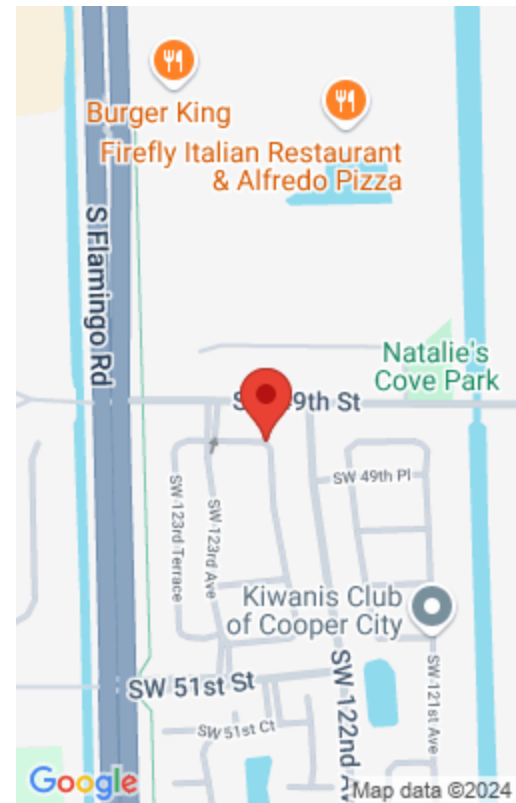 Burger King
Firefly Italian Restaurant
& Alfredo Pizza
S Flamingo Rd
Natalie's
Cove Park
9th St
SW 49th Pl
SW 123rd Terrace
SW 123rd Ave
Kiwanis Club
of Cooper City
SW 51st St
SW 122nd A
SW 121st Ave
SW 51st Ct
Google
Map data ©2024